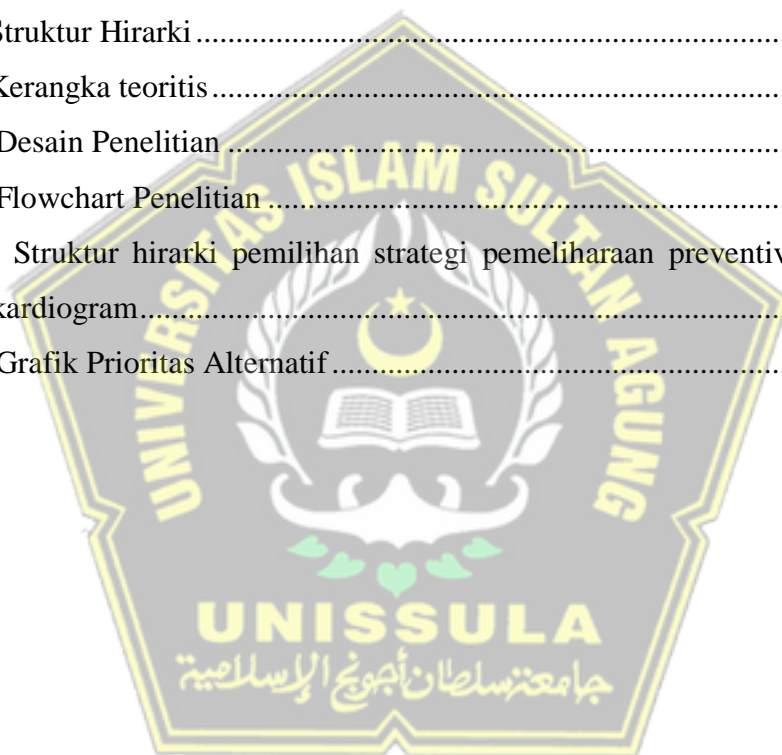 Struktur Hirarki ........................................................................
Kerangka teoritis ......................................................................
Desain Penelitian .....................................................................
Flowchart Penelitian ................................................................
Struktur hirarki pemilihan strategi pemeliharaan preventiv
kardiogram ................................................................................
Grafik Prioritas Alternatif .........................................................
UNIVERSITAS ISLAM SULTAN AGUNG
UNISSULA
جامعة سلطان أجونج الإسلامية